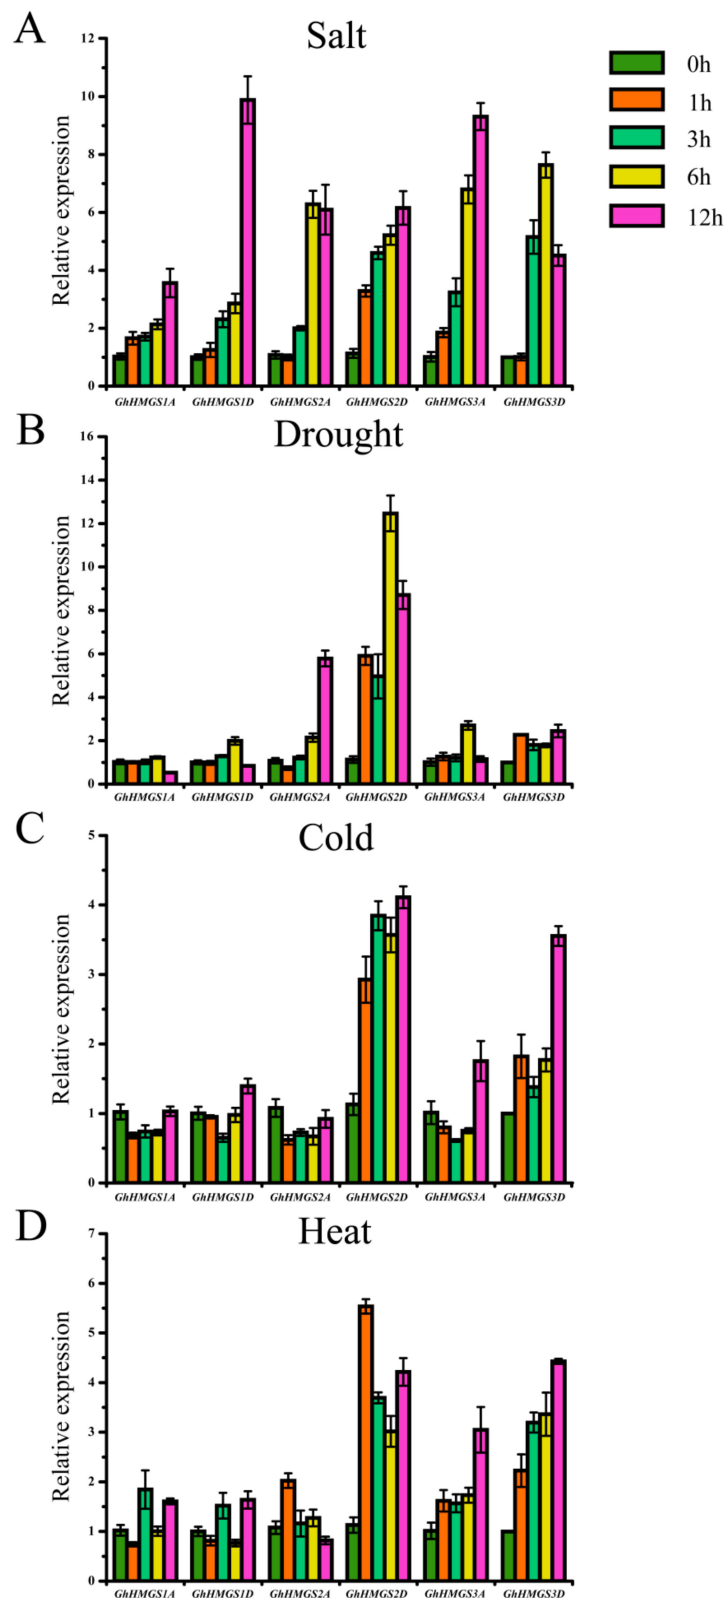 A
Salt
12
10
8
6
4
2
0
Relative expression
GhHMGS1A GhHMGS1D GhHMGS2A GhHMGS2D GhHMGS3A GhHMGS3D
0h
1h
3h
6h
12h
B
Drought
16
14
12
10
8
6
4
2
0
Relative expression
GhHMGS1A GhHMGS1D GhHMGS2A GhHMGS2D GhHMGS3A GhHMGS3D
C
Cold
5
4
3
2
1
0
Relative expression
GhHMGS1A GhHMGS1D GhHMGS2A GhHMGS2D GhHMGS3A GhHMGS3D
D
Heat
7
6
5
4
3
2
1
0
Relative expression
GhHMGS1A GhHMGS1D GhHMGS2A GhHMGS2D GhHMGS3A GhHMGS3D